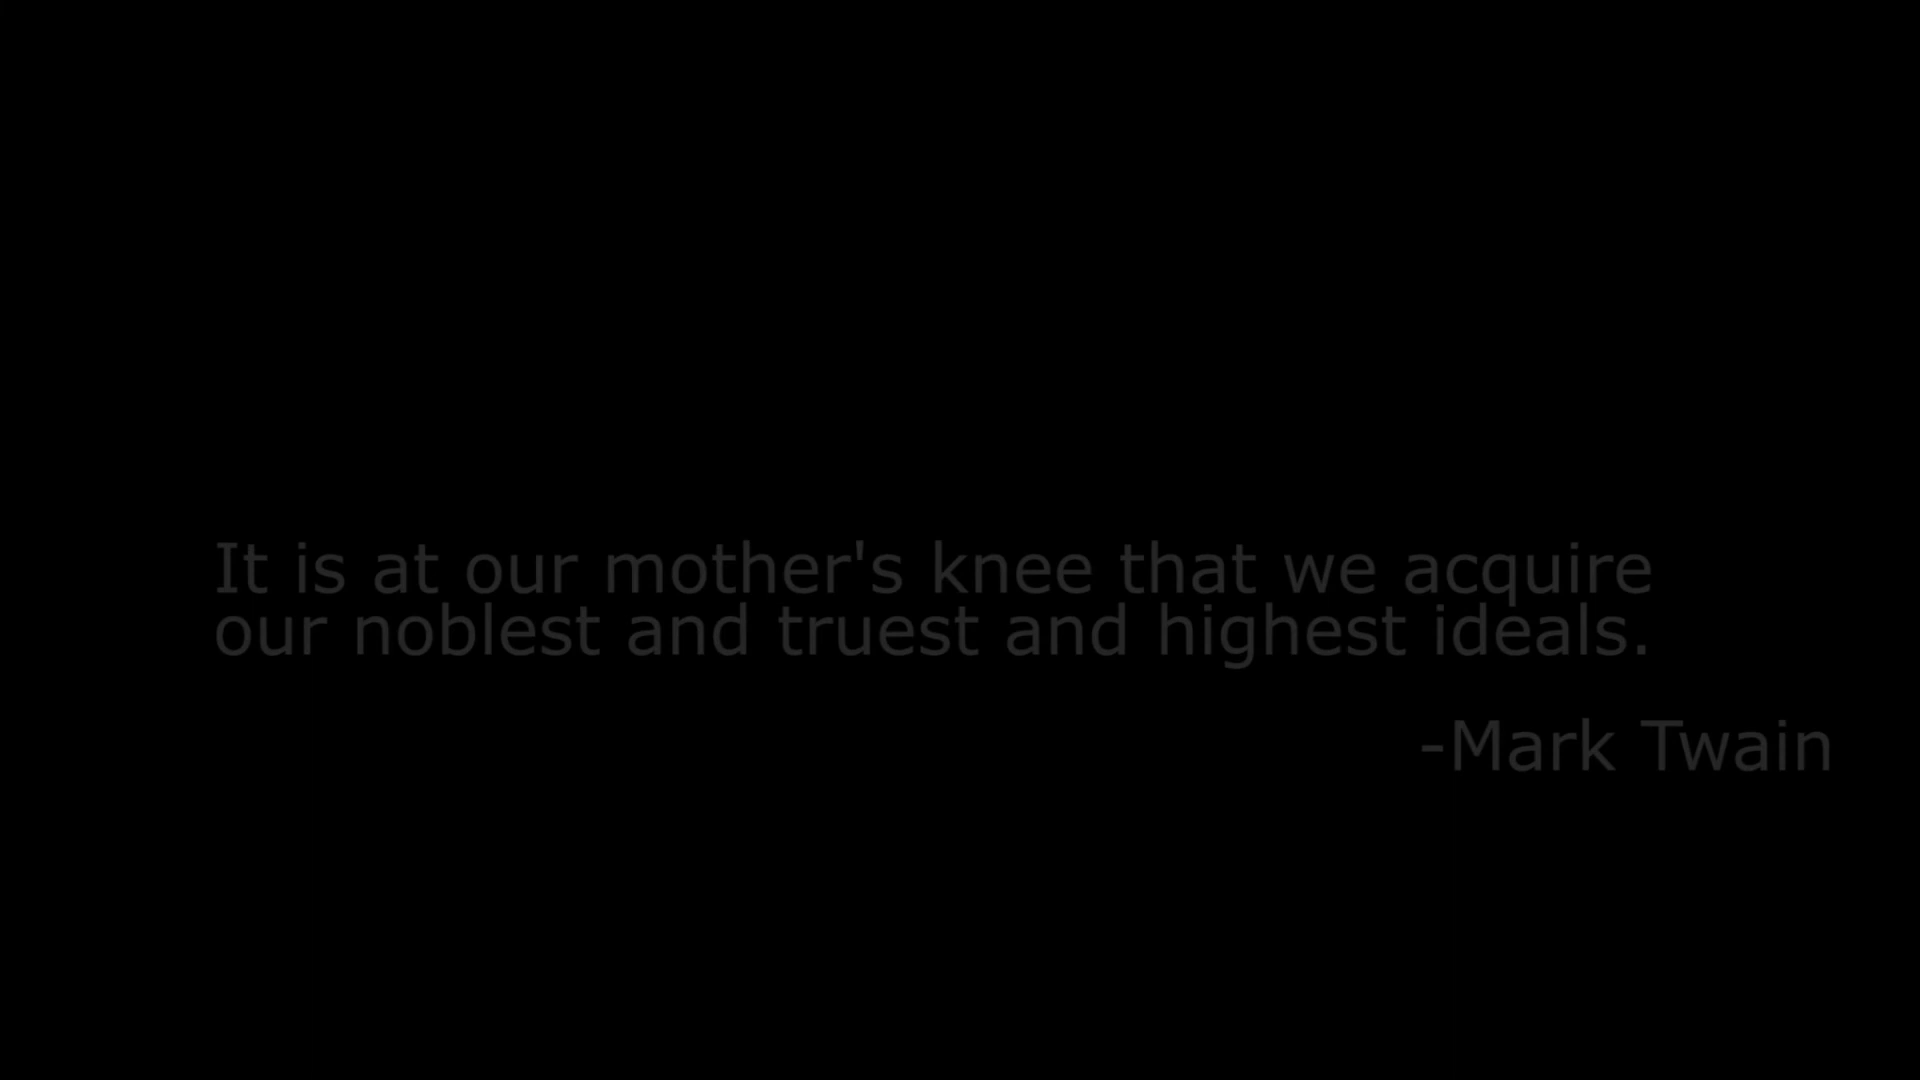 It is at our mother's knee that we acquire
our noblest and truest and highest ideals.
-Mark Twain